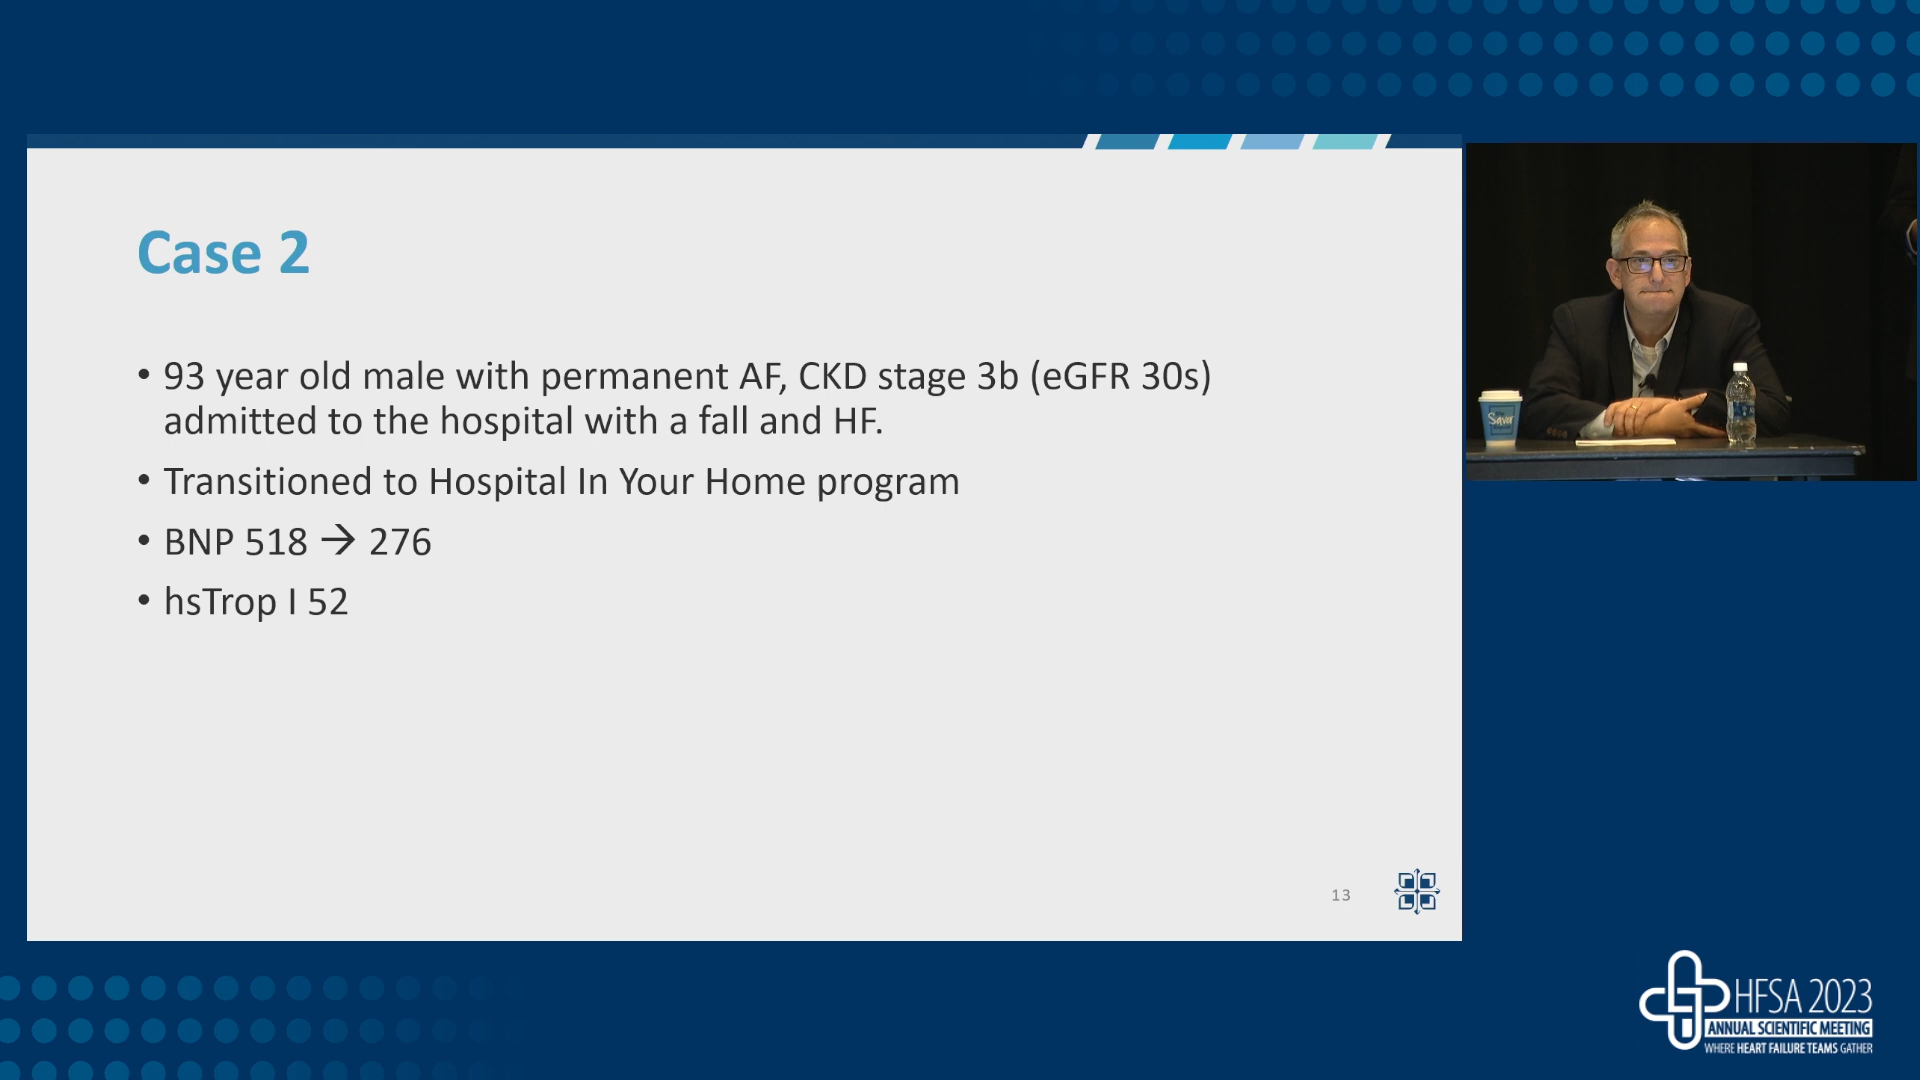 Case 2
• 93 year old male with permanent AF, CKD stage 3b (eGFR 30s)
admitted to the hospital with a fall and HF.
• Transitioned to Hospital In Your Home program
• BNP 518 → 276
• hsTrop I 52
13
Savor
HFSA 2023
ANNUAL SCIENTIFIC MEETING
WHERE HEART FAILURE TEAMS GATHER